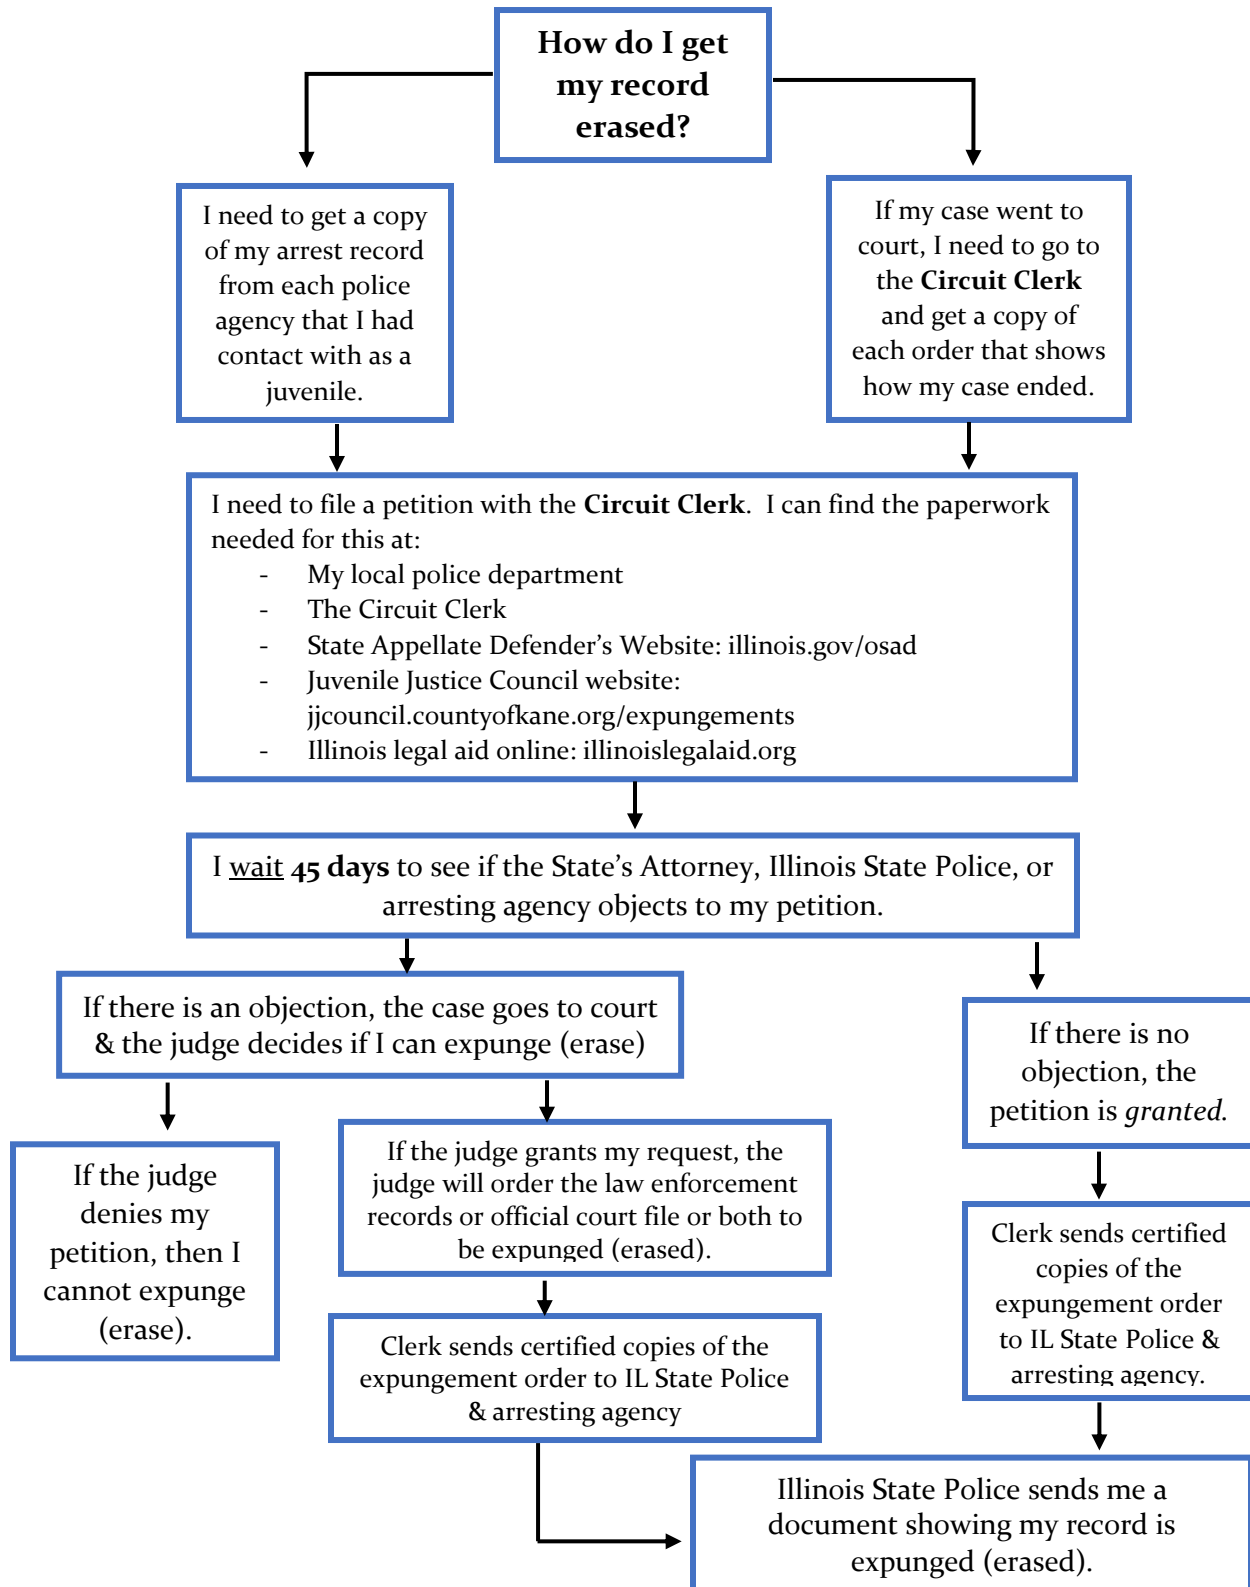 How do I get
my record
erased?
I need to get a copy
of my arrest record
from each police
agency that I had
contact with as a
juvenile.
If my case went to
court, I need to go to
the Circuit Clerk
and get a copy of
each order that shows
how my case ended.
I need to file a petition with the Circuit Clerk.  I can find the paperwork
needed for this at:
- My local police department
- The Circuit Clerk
- State Appellate Defender’s Website: illinois.gov/osad
- Juvenile Justice Council website:
jjcouncil.countyofkane.org/expungements
- Illinois legal aid online: illinoislegalaid.org
I wait 45 days to see if the State’s Attorney, Illinois State Police, or
arresting agency objects to my petition.
If there is an objection, the case goes to court
& the judge decides if I can expunge (erase)
If there is no
objection, the
petition is granted.
If the judge
denies my
petition, then I
cannot expunge
(erase).
If the judge grants my request, the
judge will order the law enforcement
records or official court file or both to
be expunged (erased).
Clerk sends certified
copies of the
expungement order
to IL State Police &
arresting agency.
Clerk sends certified copies of the
expungement order to IL State Police
& arresting agency
Illinois State Police sends me a
document showing my record is
expunged (erased).